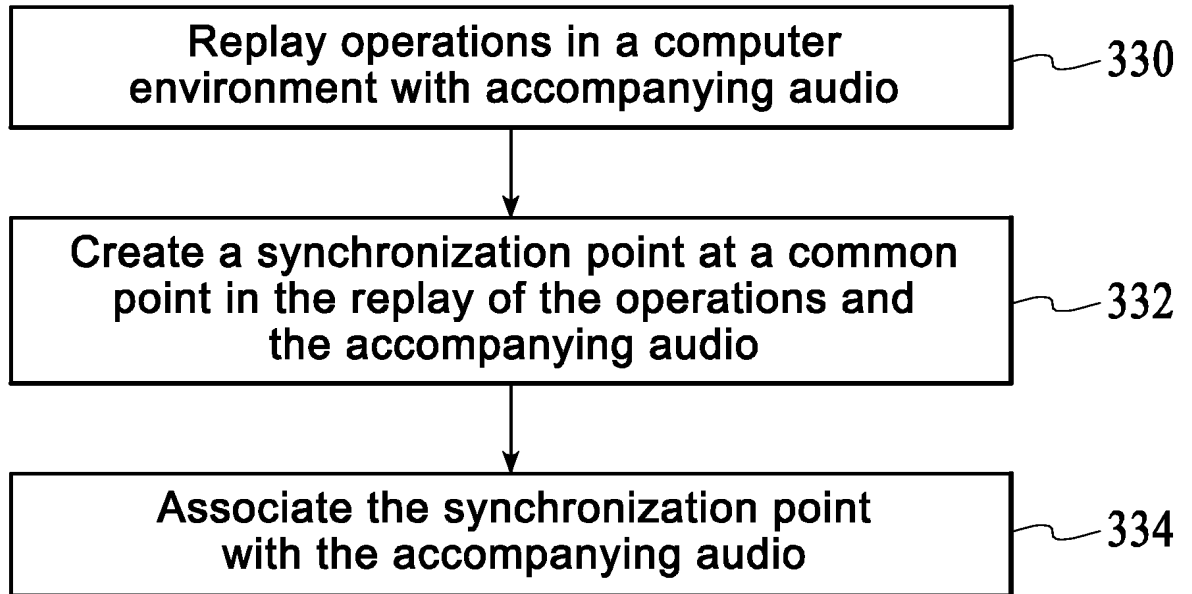 Replay operations in a computer
environment with accompanying audio
330
Create a synchronization point at a common
point in the replay of the operations and
the accompanying audio
332
Associate the synchronization point
with the accompanying audio
334